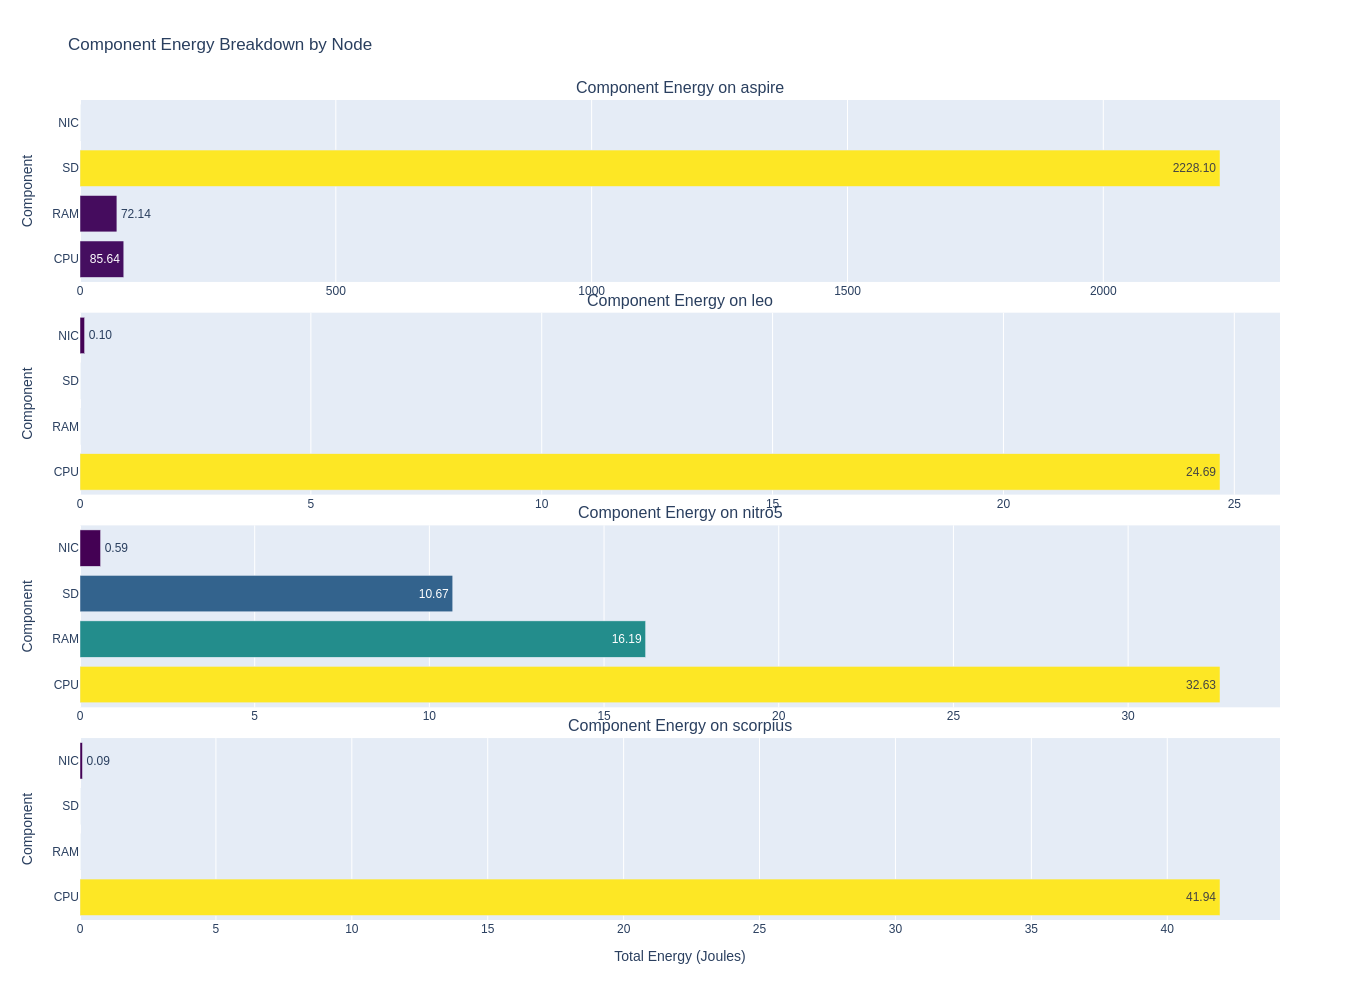 Component Energy Breakdown by Node
Component Energy on aspire
Component
NIC
SD 2228.10
RAM 72.14
CPU 85.64
0 500 1000 1500 2000
Component Energy on leo
Component
NIC 0.10
SD
RAM
CPU 24.69
0 5 10 15 20 25
Component Energy on nitro5
Component
NIC 0.59
SD 10.67
RAM 16.19
CPU 32.63
0 5 10 15 20 25 30
Component Energy on scorpius
Component
NIC 0.09
SD
RAM
CPU 41.94
0 5 10 15 20 25 30 35 40
Total Energy (Joules)